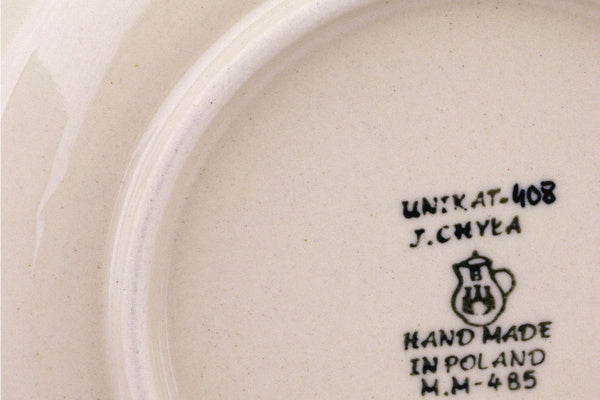 UNIKAT-408
J. CHYŁA
HAND MADE
IN POLAND
M.M-485